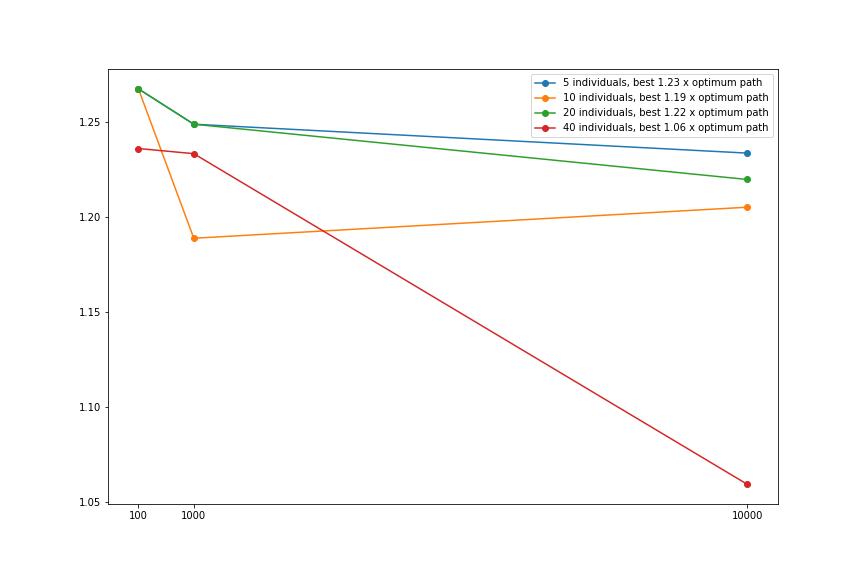 5 individuals, best 1.23 x optimum path
10 individuals, best 1.19 x optimum path
20 individuals, best 1.22 x optimum path
40 individuals, best 1.06 x optimum path
1.25
1.20
1.15
1.10
1.05
100
1000
10000